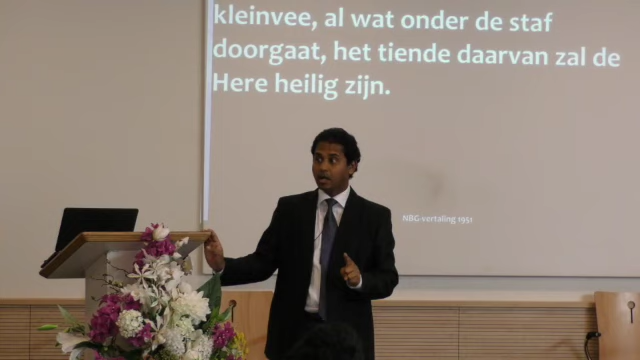 kleinvee, al wat onder de staf
doorgaat, het tiende daarvan zal de
Here heilig zijn.
NBG-vertaling 1951